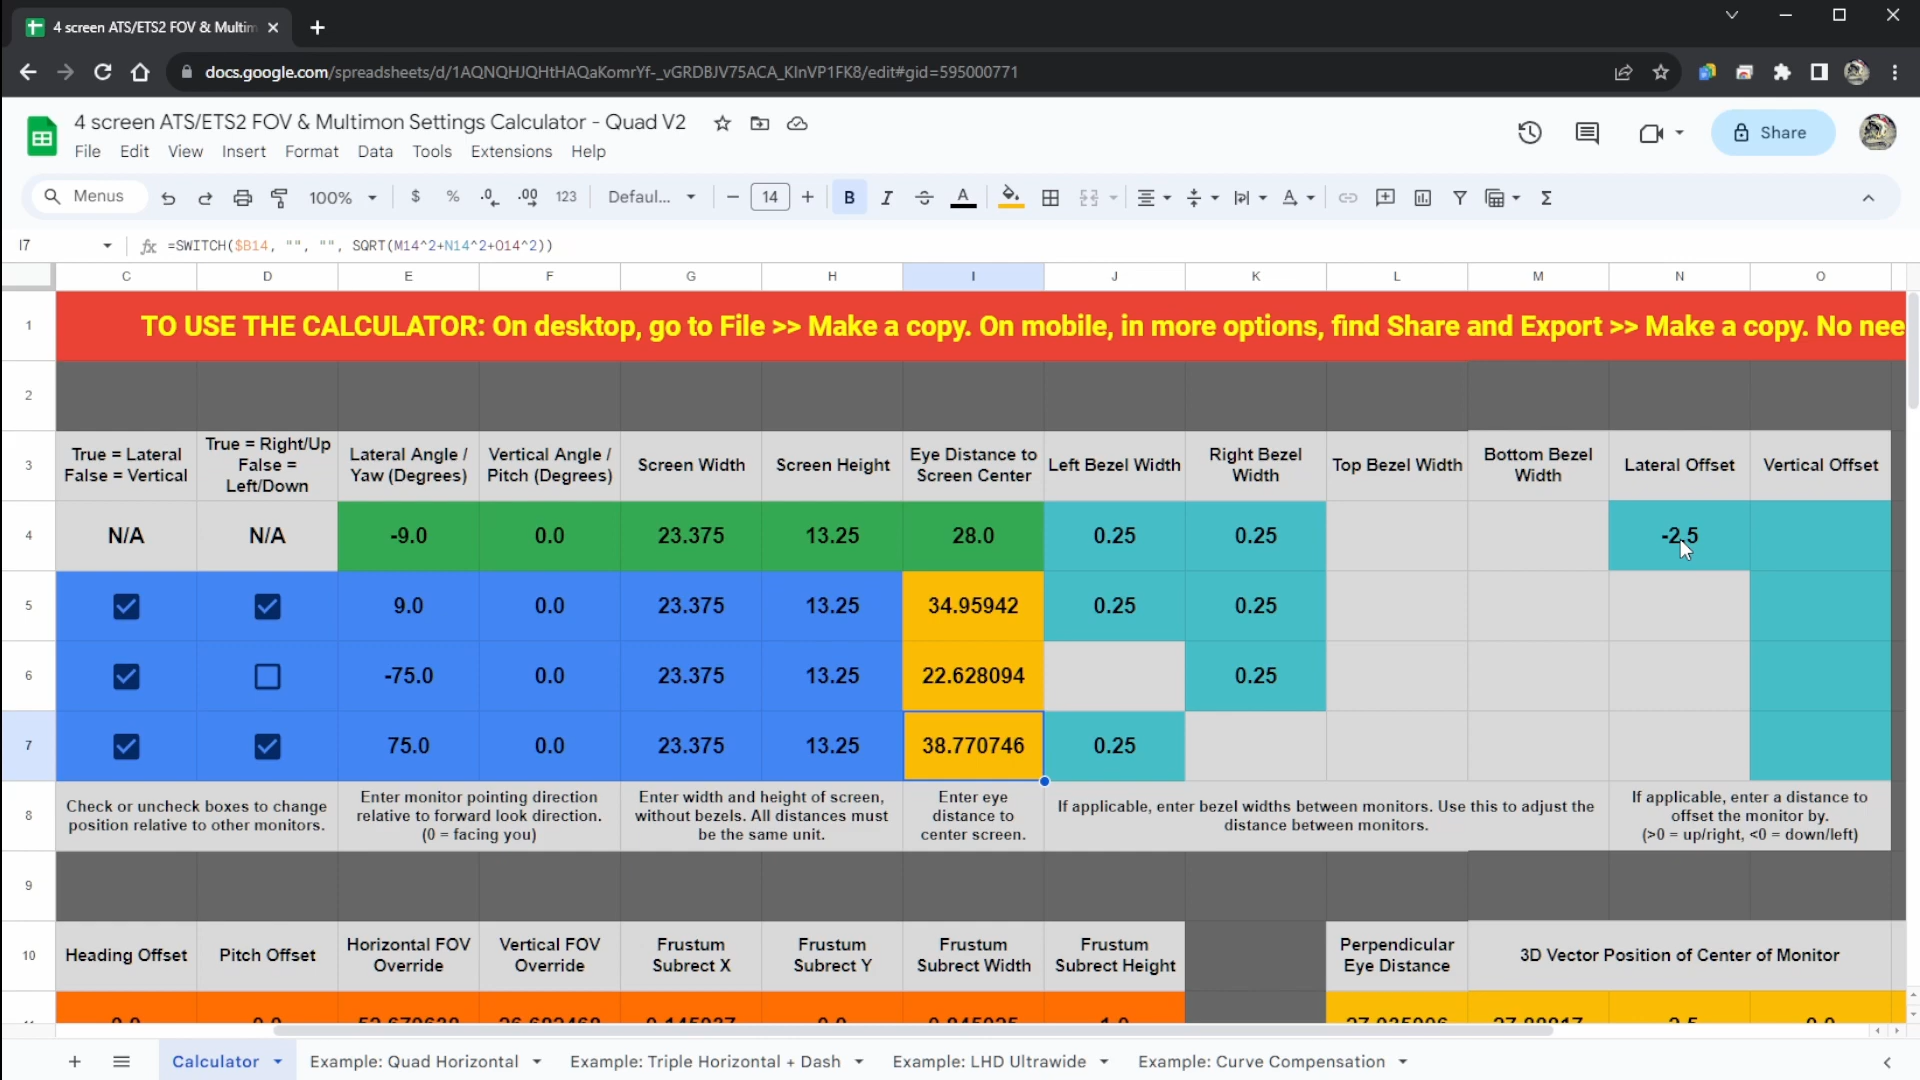 4 screen ATS/ETS2 FOV & Multim
docs.google.com/spreadsheets/d/1AQNQHJQHtHAQaKomrYf-_vGRDBJV75ACA_KInVP1FK8/edit#gid=595000771
4 screen ATS/ETS2 FOV & Multimon Settings Calculator - Quad V2
File Edit View Insert Format Data Tools Extensions Help
Share
Menus 100% $ % .0 .00 123 Defaul... 14 B I A
I7 fx =SWITCH($B14, "", "", SQRT(M14^2+N14^2+O14^2))
C D E F G H I J K L M N O
1 TO USE THE CALCULATOR: On desktop, go to File >> Make a copy. On mobile, in more options, find Share and Export >> Make a copy. No nee
2
3 True = Lateral False = Vertical True = Right/Up False = Left/Down Lateral Angle / Yaw (Degrees) Vertical Angle / Pitch (Degrees) Screen Width Screen Height Eye Distance to Screen Center Left Bezel Width Right Bezel Width Top Bezel Width Bottom Bezel Width Lateral Offset Vertical Offset
4 N/A N/A -9.0 0.0 23.375 13.25 28.0 0.25 0.25 -2.5
5 9.0 0.0 23.375 13.25 34.95942 0.25 0.25
6 -75.0 0.0 23.375 13.25 22.628094 0.25
7 75.0 0.0 23.375 13.25 38.770746 0.25
8 Check or uncheck boxes to change position relative to other monitors. Enter monitor pointing direction relative to forward look direction. (0 = facing you) Enter width and height of screen, without bezels. All distances must be the same unit. Enter eye distance to center screen. If applicable, enter bezel widths between monitors. Use this to adjust the distance between monitors. If applicable, enter a distance to offset the monitor by. (>0 = up/right, <0 = down/left)
9
10 Heading Offset Pitch Offset Horizontal FOV Override Vertical FOV Override Frustum Subrect X Frustum Subrect Y Frustum Subrect Width Frustum Subrect Height Perpendicular Eye Distance 3D Vector Position of Center of Monitor
Calculator Example: Quad Horizontal Example: Triple Horizontal + Dash Example: LHD Ultrawide Example: Curve Compensation